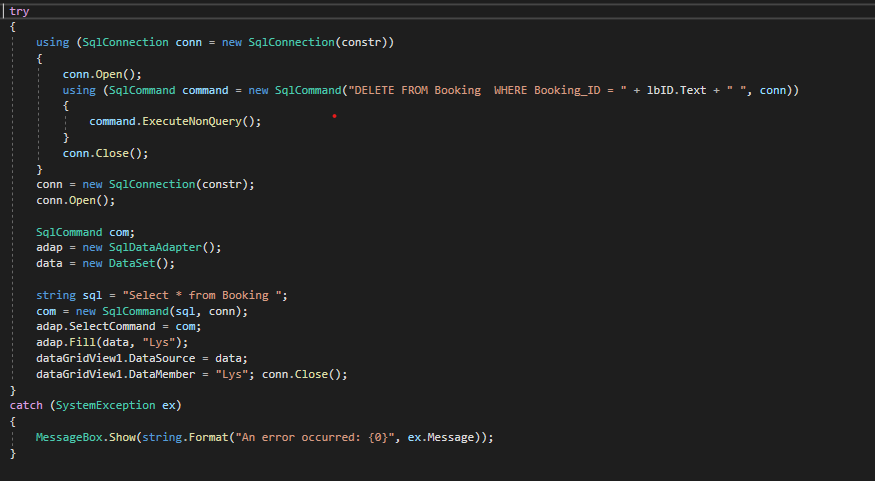 try
{
using (SqlConnection conn = new SqlConnection(constr))
{
conn.Open();
using (SqlCommand command = new SqlCommand("DELETE FROM Booking  WHERE Booking_ID = " + lbID.Text + " ", conn))
{
command.ExecuteNonQuery();
}
conn.Close();
}
conn = new SqlConnection(constr);
conn.Open();
SqlCommand com;
adap = new SqlDataAdapter();
data = new DataSet();
string sql = "Select * from Booking ";
com = new SqlCommand(sql, conn);
adap.SelectCommand = com;
adap.Fill(data, "Lys");
dataGridView1.DataSource = data;
dataGridView1.DataMember = "Lys"; conn.Close();
}
catch (SystemException ex)
{
MessageBox.Show(string.Format("An error occurred: {0}", ex.Message));
}